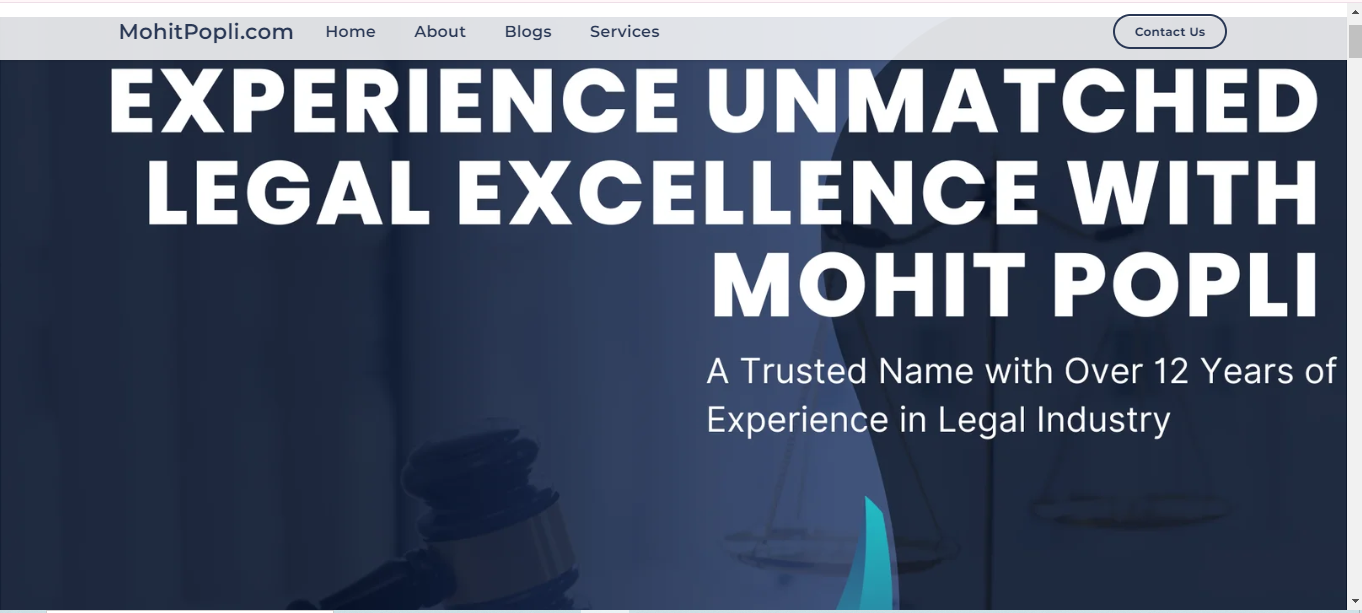 MohitPopli.com Home About Blogs Services Contact Us
EXPERIENCE UNMATCHED
LEGAL EXCELLENCE WITH
MOHIT POPLI
A Trusted Name with Over 12 Years of
Experience in Legal Industry